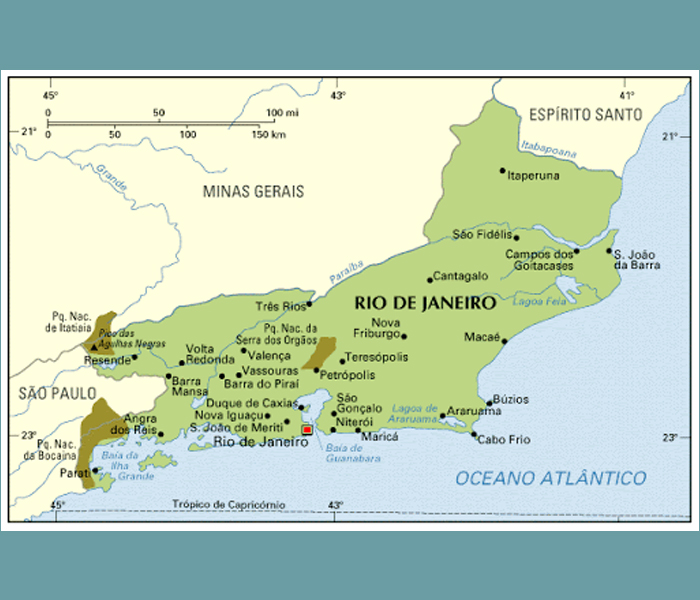 45°
43°
41°
0 50 100 mi
0 50 100 150 km
21°
21°
ESPÍRITO SANTO
Itabapoana
Grande
MINAS GERAIS
Itaperuna
São Fidélis
Campos dos
Goitacases
S. João
da Barra
Paraíba
Cantagalo
RIO DE JANEIRO
Lagoa Feia
Três Rios
Pq. Nac.
de Itatiaia
Pico das
Agulhas Negras
Resende
Pq. Nac. da
Serra dos Orgãos
Nova
Friburgo
Macaé
Volta
Redonda
Valença
Teresópolis
Vassouras
Petrópolis
Barra
Mansa
Barra do Piraí
SÃO PAULO
Duque de Caxias
São
Gonçalo
Lagoa de
Araruama
Búzios
Araruama
Angra
dos Reis
Nova Iguaçu
S. João de Meriti
Niterói
Rio de Janeiro
Maricá
Cabo Frio
23°
23°
Pq. Nac.
da Bocaina
Baía da
Ilha
Grande
Baía de
Guanabara
Parati
OCEANO ATLÂNTICO
Trópico de Capricórnio
45°
43°